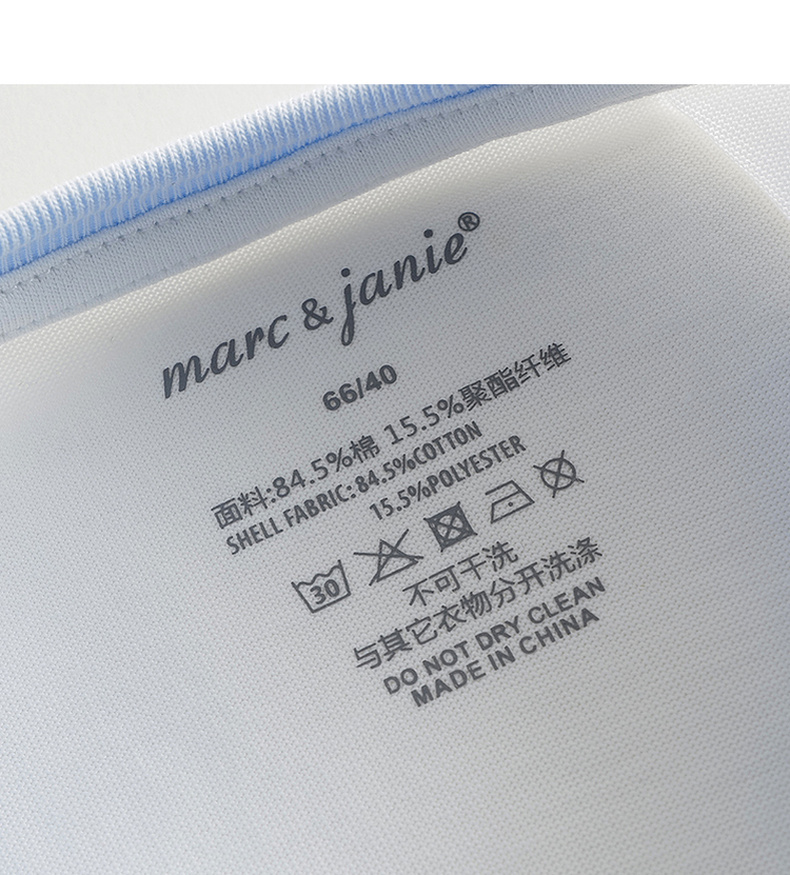 marc & janie®
66/40
面料:84.5%棉 15.5%聚酯纤维
SHELL FABRIC:84.5%COTTON
15.5%POLYESTER
30
不可干洗
与其它衣物分开洗涤
DO NOT DRY CLEAN
MADE IN CHINA